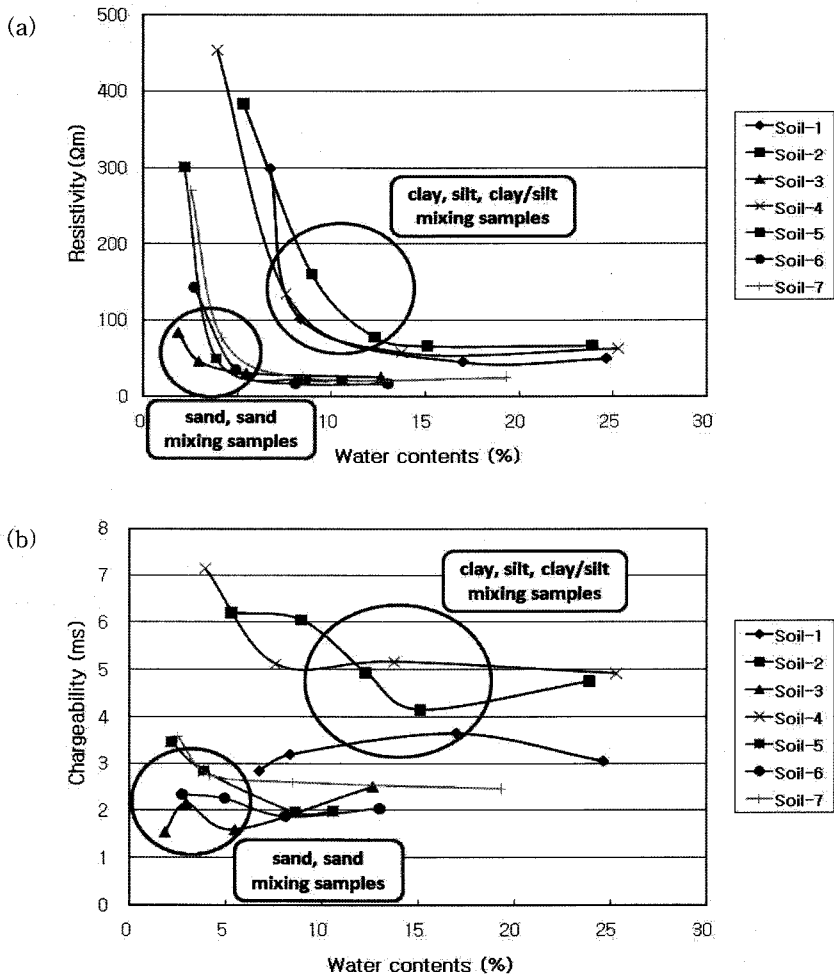 (a)
500
400
300
200
100
0
Resistivity (Ωm)
clay, silt, clay/silt
mixing samples
sand, sand
mixing samples
0 5 10 15 20 25 30
Water contents (%)
Soil-1
Soil-2
Soil-3
Soil-4
Soil-5
Soil-6
Soil-7
(b)
8
7
6
5
4
3
2
1
0
Chargeability (ms)
clay, silt, clay/silt
mixing samples
sand, sand
mixing samples
0 5 10 15 20 25 30
Water contents (%)
Soil-1
Soil-2
Soil-3
Soil-4
Soil-5
Soil-6
Soil-7